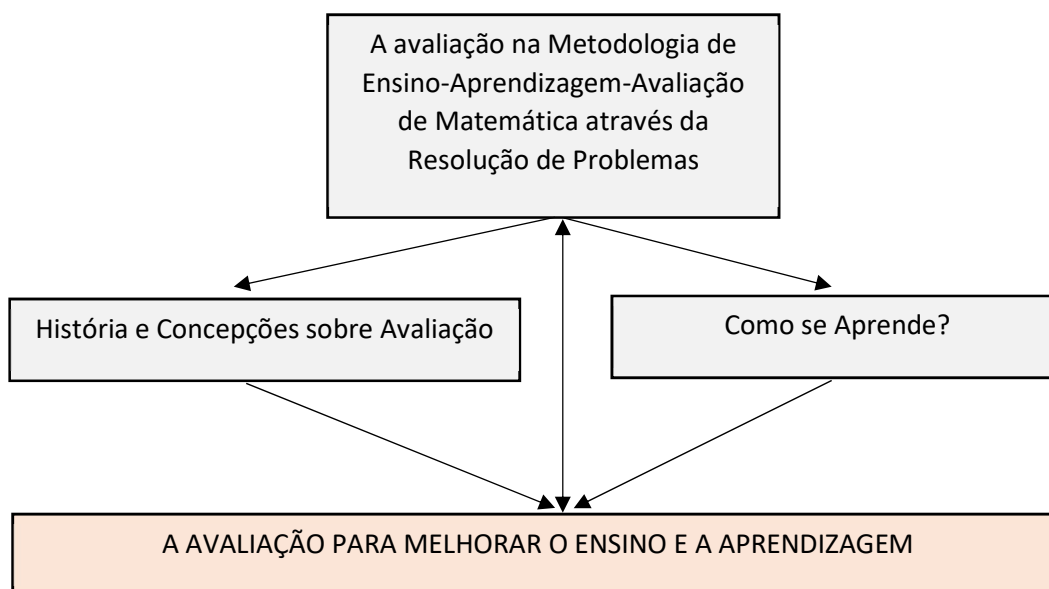 A avaliação na Metodologia de
Ensino-Aprendizagem-Avaliação
de Matemática através da
Resolução de Problemas
História e Concepções sobre Avaliação
Como se Aprende?
A AVALIAÇÃO PARA MELHORAR O ENSINO E A APRENDIZAGEM